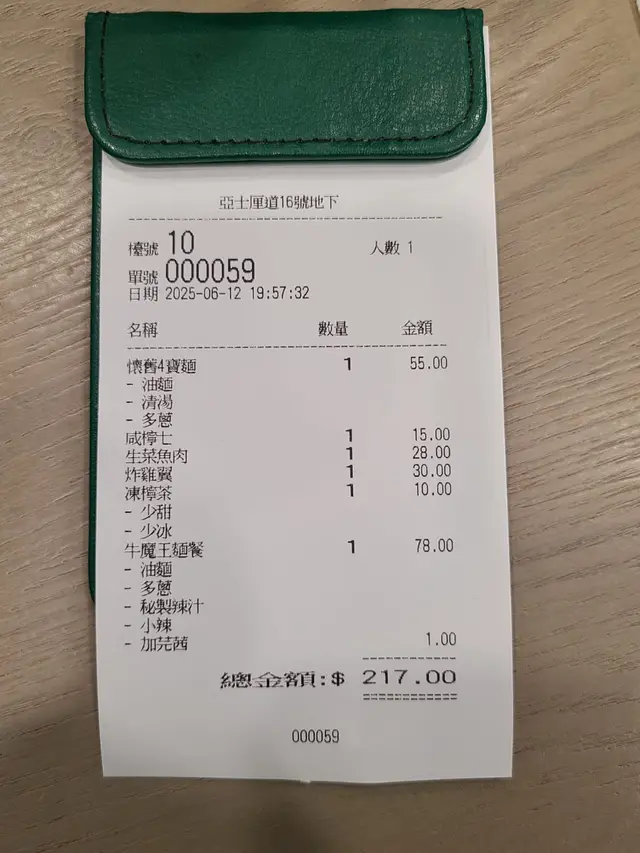 亞士厘道16號地下
檯號 10 人數 1
單號 000059
日期 2025-06-12 19:57:32
名稱 數量 金額
懷舊4寶麵 1 55.00
- 油麵
- 清湯
- 多蔥
咸檸七 1 15.00
生菜魚肉 1 28.00
炸雞翼 1 30.00
凍檸茶 1 10.00
- 少甜
- 少冰
牛魔王麵餐 1 78.00
- 油麵
- 多蔥
- 秘製辣汁
- 小辣
- 加芫茜 1.00
總金額:$ 217.00
000059